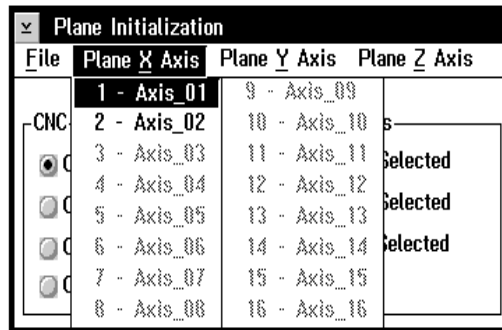 Plane Initialization
File Plane X Axis Plane Y Axis Plane Z Axis
1 - Axis_01 9 - Axis_09
CNC 2 - Axis_02 10 - Axis_10 s
3 - Axis_03 11 - Axis_11 Selected
4 - Axis_04 12 - Axis_12
5 - Axis_05 13 - Axis_13 Selected
6 - Axis_06 14 - Axis_14 Selected
7 - Axis_07 15 - Axis_15
8 - Axis_08 16 - Axis_16